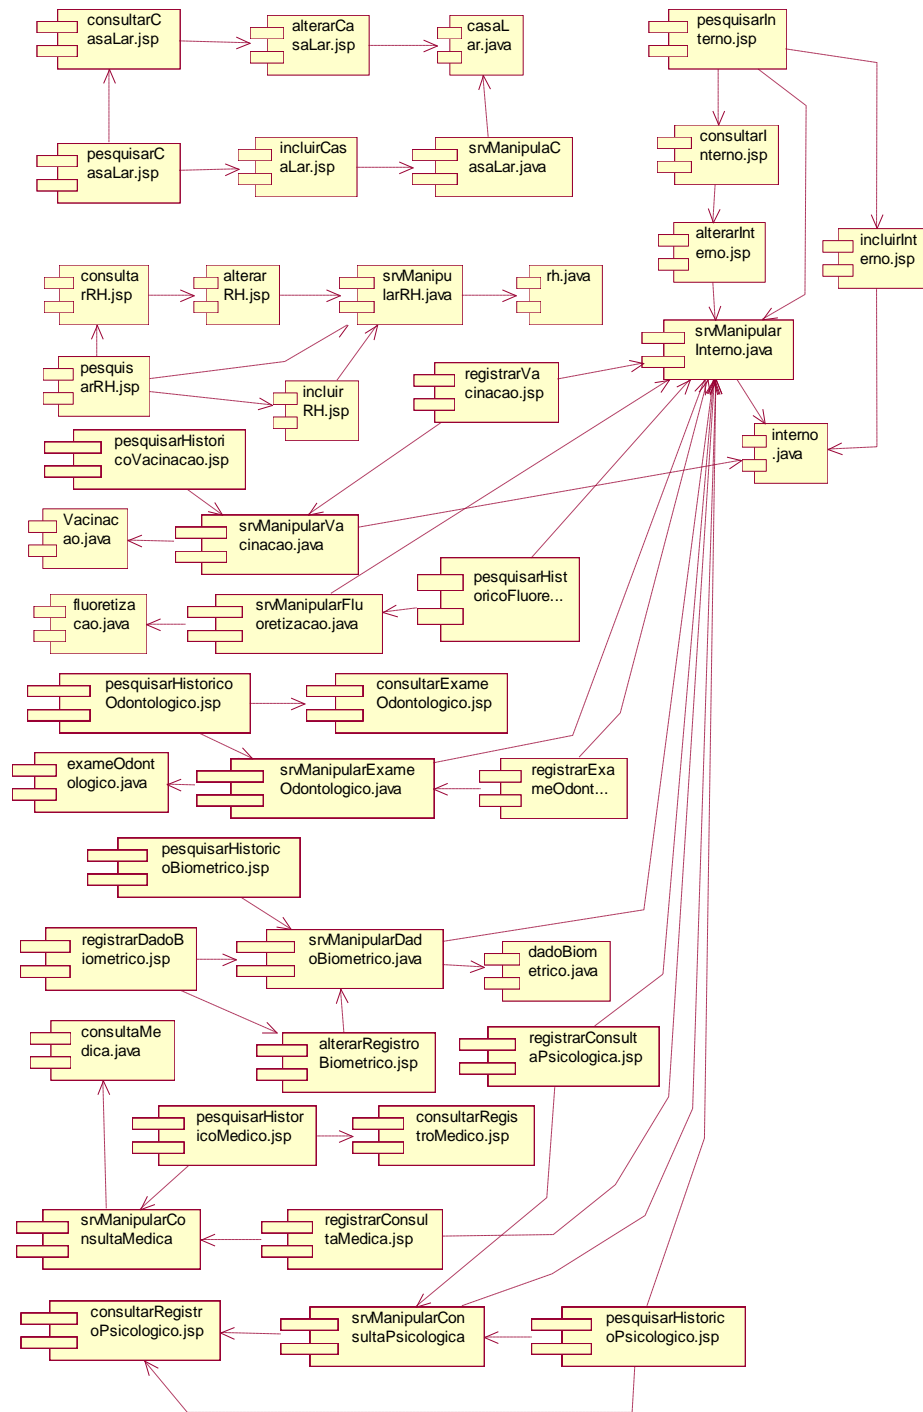 consultarC
asaLar.jsp
alterarCa
saLar.jsp
casaL
ar.java
pesquisarIn
terno.jsp
pesquisarC
asaLar.jsp
incluirCas
aLar.jsp
srvManipulaC
asaLar.java
consultarI
nterno.jsp
alterarInt
erno.jsp
incluirInt
erno.jsp
consulta
rRH.jsp
alterar
RH.jsp
srvManipu
larRH.java
rh.java
srvManipular
Interno.java
pesquis
arRH.jsp
incluir
RH.jsp
registrarVa
cinacao.jsp
pesquisarHistori
coVacinacao.jsp
interno
.java
Vacinac
ao.java
srvManipularVa
cinacao.java
fluoretiza
cao.java
srvManipularFlu
oretizacao.java
pesquisarHist
oricoFluore...
pesquisarHistorico
Odontologico.jsp
consultarExame
Odontologico.jsp
exameOdont
ologico.java
srvManipularExame
Odontologico.java
registrarExa
meOdont...
pesquisarHistoric
oBiometrico.jsp
registrarDadoB
iometrico.jsp
srvManipularDad
oBiometrico.java
dadoBiom
etrico.java
consultaMe
dica.java
alterarRegistro
Biometrico.jsp
registrarConsult
aPsicologica.jsp
pesquisarHistor
icoMedico.jsp
consultarRegis
troMedico.jsp
srvManipularCo
nsultaMedica
registrarConsul
taMedica.jsp
consultarRegistr
oPsicologico.jsp
srvManipularCon
sultaPsicologica
pesquisarHistoric
oPsicologico.jsp